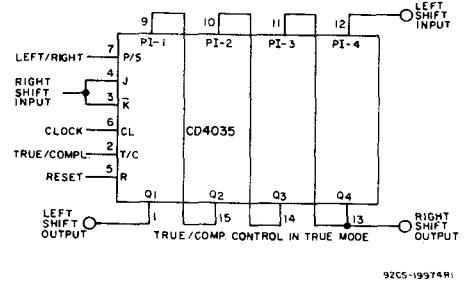 LEFT
SHIFT
INPUT
9 10 11 12
PI-1 PI-2 PI-3 PI-4
LEFT/RIGHT 7 P/S
RIGHT
SHIFT
INPUT
4 J
3 K̅
CLOCK 6 CL
CD4035
TRUE/COMPL. 2 T/C
RESET 5 R
Q1 Q2 Q3 Q4
LEFT
SHIFT
OUTPUT
1 15 14 13
RIGHT
SHIFT
OUTPUT
TRUE/COMP. CONTROL IN TRUE MODE
92CS-19974R1